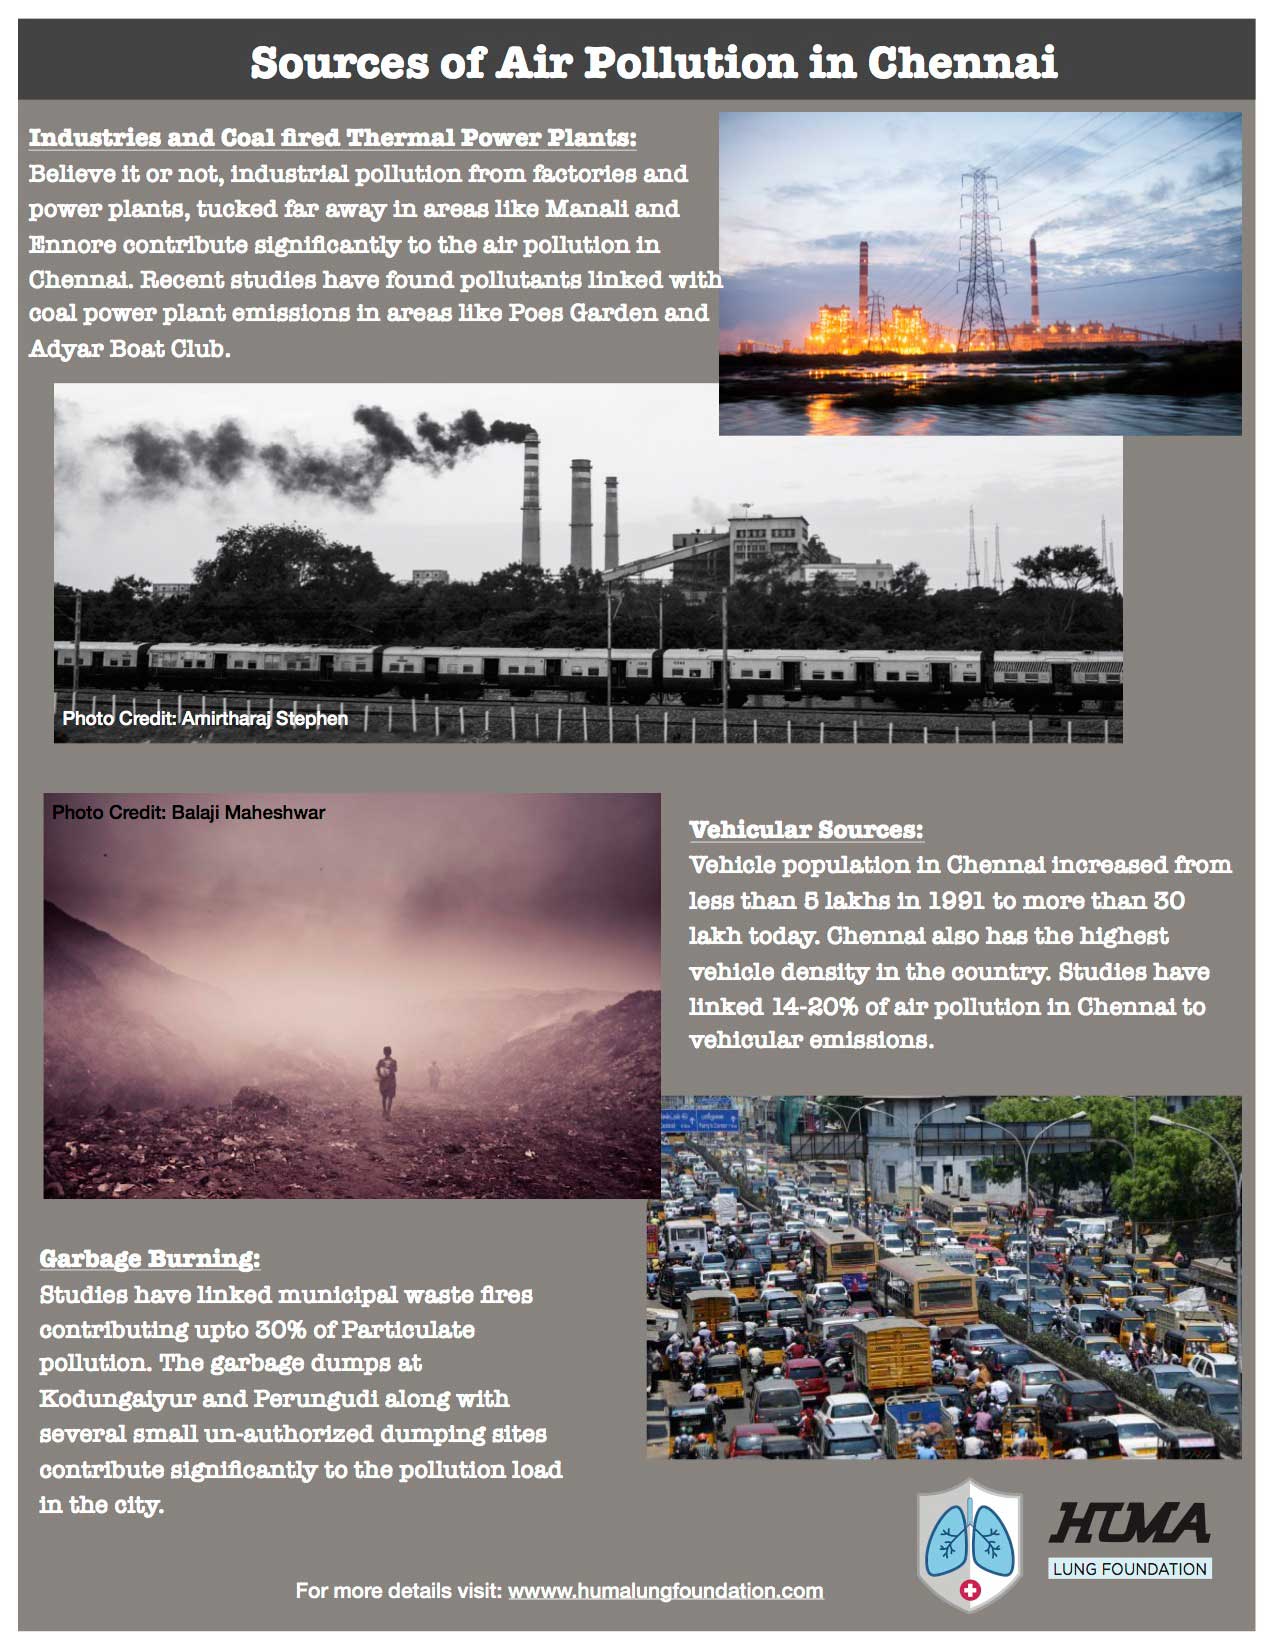 Sources of Air Pollution in Chennai
Industries and Coal fired Thermal Power Plants:
Believe it or not, industrial pollution from factories and
power plants, tucked far away in areas like Manali and
Ennore contribute significantly to the air pollution in
Chennai. Recent studies have found pollutants linked with
coal power plant emissions in areas like Poes Garden and
Adyar Boat Club.
Photo Credit: Amirtharaj Stephen
Photo Credit: Balaji Maheshwar
Vehicular Sources:
Vehicle population in Chennai increased from
less than 5 lakhs in 1991 to more than 30
lakh today. Chennai also has the highest
vehicle density in the country. Studies have
linked 14-20% of air pollution in Chennai to
vehicular emissions.
Garbage Burning:
Studies have linked municipal waste fires
contributing upto 30% of Particulate
pollution. The garbage dumps at
Kodungaiyur and Perungudi along with
several small un-authorized dumping sites
contribute significantly to the pollution load
in the city.
HUMA
LUNG FOUNDATION
For more details visit: wwww.humalungfoundation.com